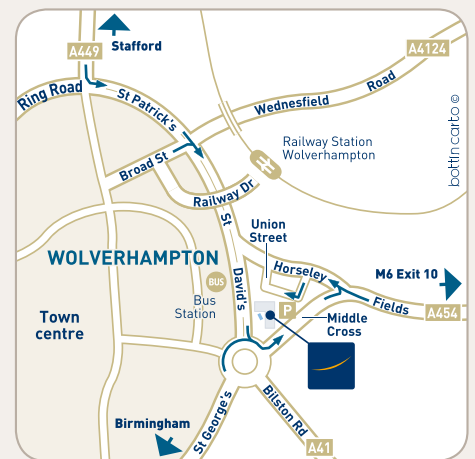 Stafford
A449
A4124
Ring Road
St Patrick's
Wednesfield
Road
bottin carto ©
Railway Station
Wolverhampton
Broad St
Railway Dr
St
Union
Street
WOLVERHAMPTON
David's
Horseley
M6 Exit 10
BUS
Bus
Station
P
Fields
A454
Town
centre
Middle
Cross
Birmingham
St George's
Bilston Rd
A41